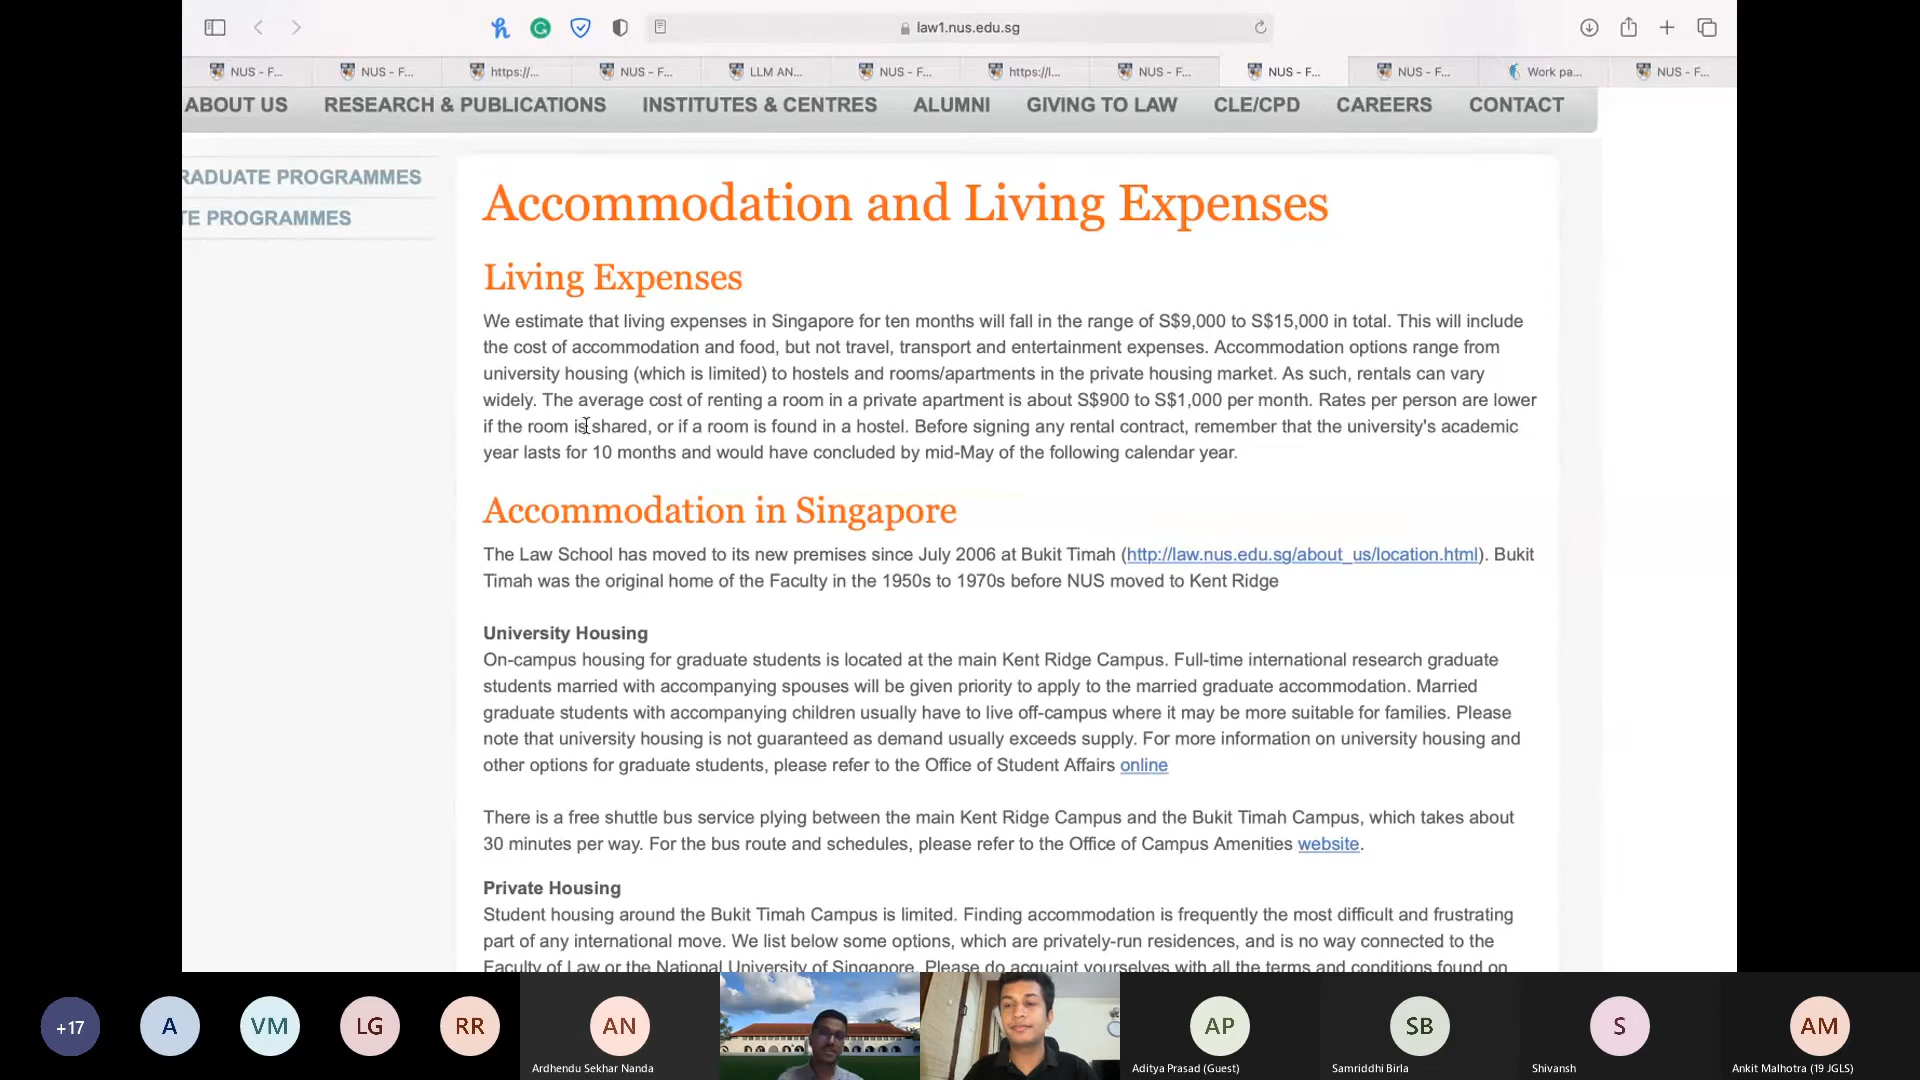 law1.nus.edu.sg
NUS - F...
NUS - F...
https://...
NUS - F...
LLM AN...
NUS - F...
https://l...
NUS - F...
NUS - F...
NUS - F...
Work pa...
NUS - F...
ABOUT US RESEARCH & PUBLICATIONS INSTITUTES & CENTRES ALUMNI GIVING TO LAW CLE/CPD CAREERS CONTACT
RADUATE PROGRAMMES
TE PROGRAMMES
Accommodation and Living Expenses
Living Expenses
We estimate that living expenses in Singapore for ten months will fall in the range of S$9,000 to S$15,000 in total. This will include
the cost of accommodation and food, but not travel, transport and entertainment expenses. Accommodation options range from
university housing (which is limited) to hostels and rooms/apartments in the private housing market. As such, rentals can vary
widely. The average cost of renting a room in a private apartment is about S$900 to S$1,000 per month. Rates per person are lower
if the room is shared, or if a room is found in a hostel. Before signing any rental contract, remember that the university's academic
year lasts for 10 months and would have concluded by mid-May of the following calendar year.
Accommodation in Singapore
The Law School has moved to its new premises since July 2006 at Bukit Timah (http://law.nus.edu.sg/about_us/location.html). Bukit
Timah was the original home of the Faculty in the 1950s to 1970s before NUS moved to Kent Ridge
University Housing
On-campus housing for graduate students is located at the main Kent Ridge Campus. Full-time international research graduate
students married with accompanying spouses will be given priority to apply to the married graduate accommodation. Married
graduate students with accompanying children usually have to live off-campus where it may be more suitable for families. Please
note that university housing is not guaranteed as demand usually exceeds supply. For more information on university housing and
other options for graduate students, please refer to the Office of Student Affairs online
There is a free shuttle bus service plying between the main Kent Ridge Campus and the Bukit Timah Campus, which takes about
30 minutes per way. For the bus route and schedules, please refer to the Office of Campus Amenities website.
Private Housing
Student housing around the Bukit Timah Campus is limited. Finding accommodation is frequently the most difficult and frustrating
part of any international move. We list below some options, which are privately-run residences, and is no way connected to the
Faculty of Law or the National University of Singapore. Please do acquaint yourselves with all the terms and conditions found on
+17
A
VM
LG
RR
AN
AP
SB
S
AM
Ardhendu Sekhar Nanda
Aditya Prasad (Guest)
Samriddhi Birla
Shivansh
Ankit Malhotra (19 JGLS)